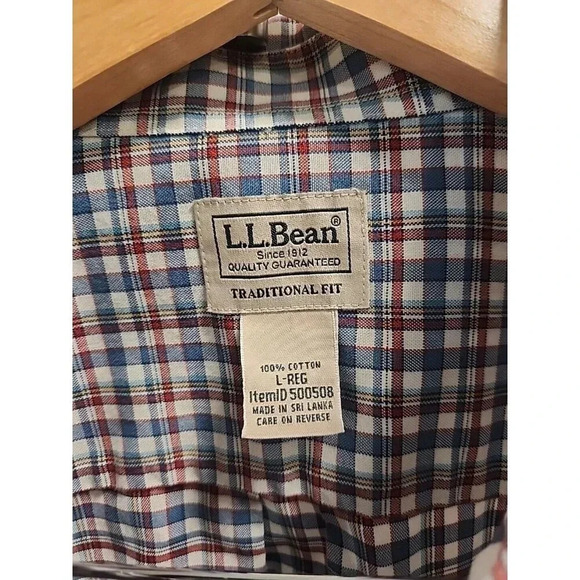 L.L.Bean®
Since 1912
QUALITY GUARANTEED
TRADITIONAL FIT
100% COTTON
L-REG
ItemID 500508
MADE IN SRI LANKA
CARE ON REVERSE